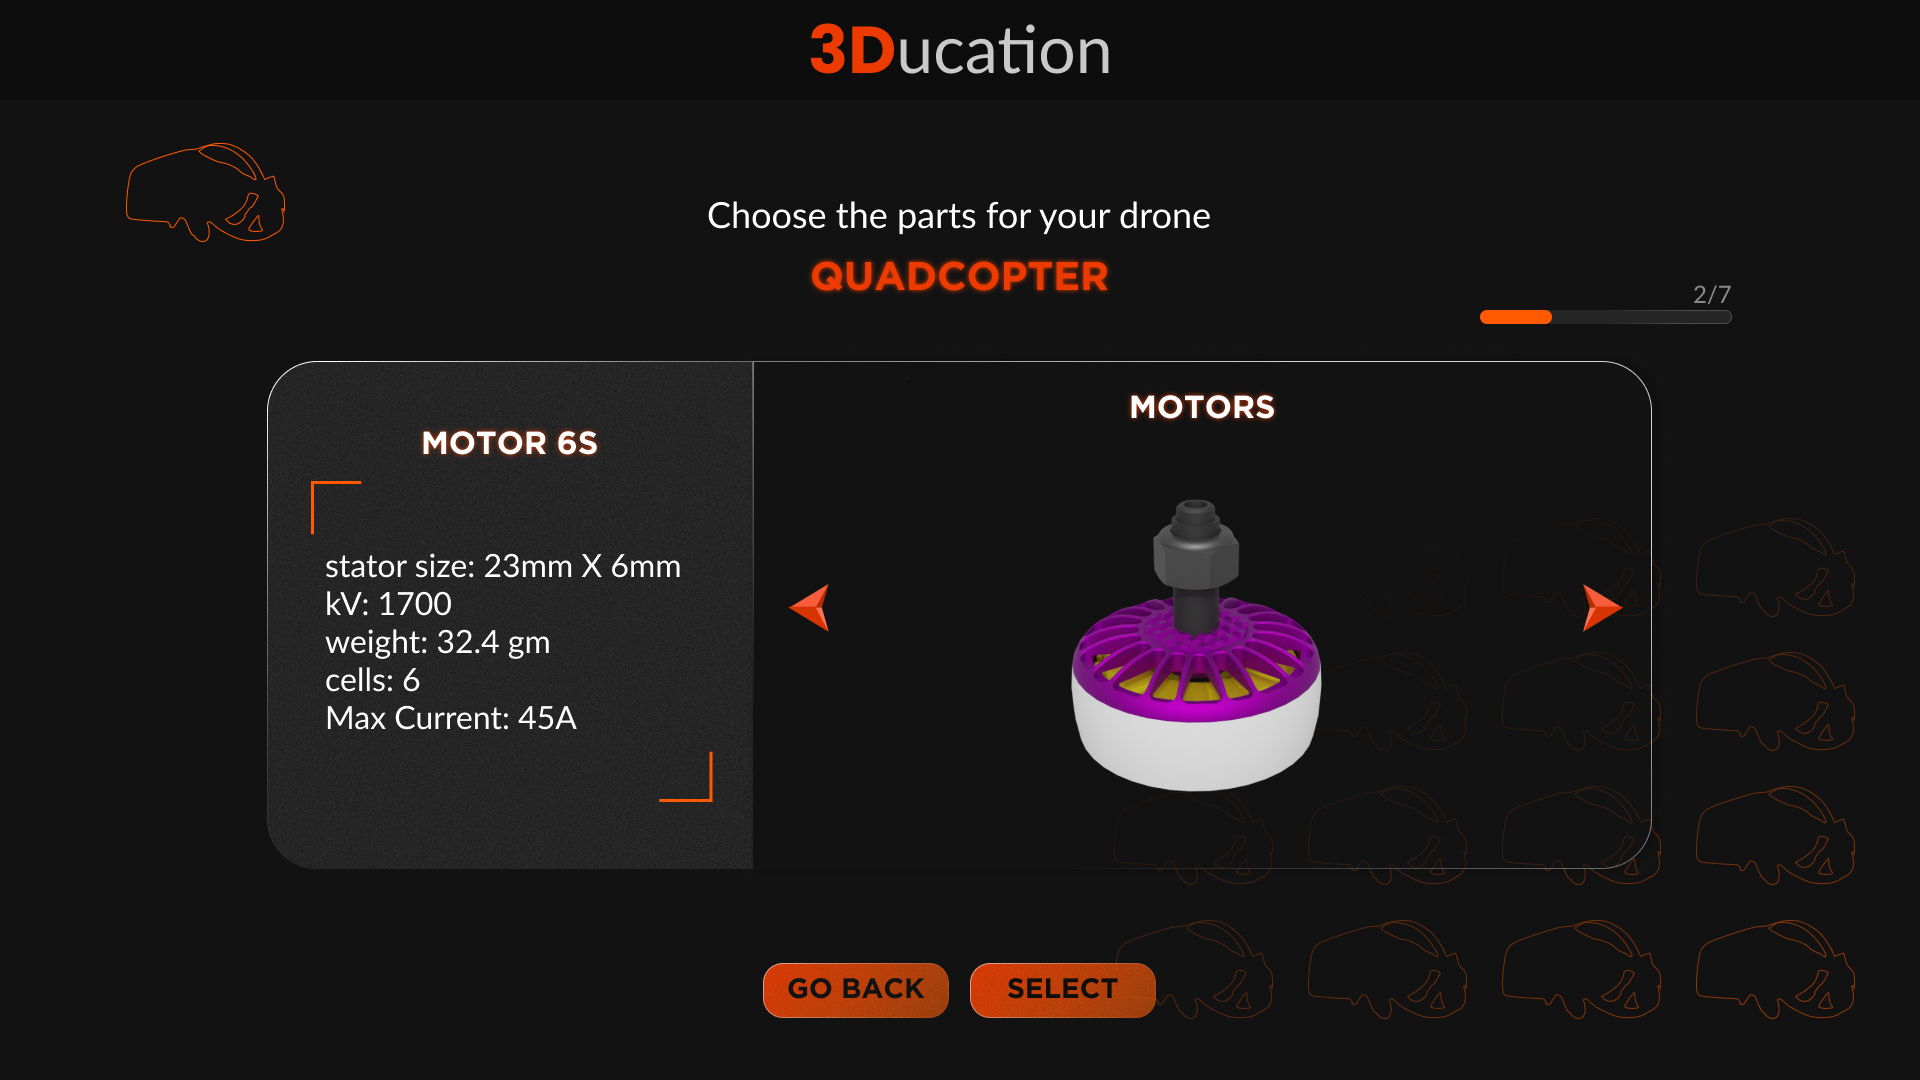 3Ducation
Choose the parts for your drone
QUADCOPTER
2/7
MOTOR 6S
stator size: 23mm X 6mm
kV: 1700
weight: 32.4 gm
cells: 6
Max Current: 45A
MOTORS
GO BACK
SELECT